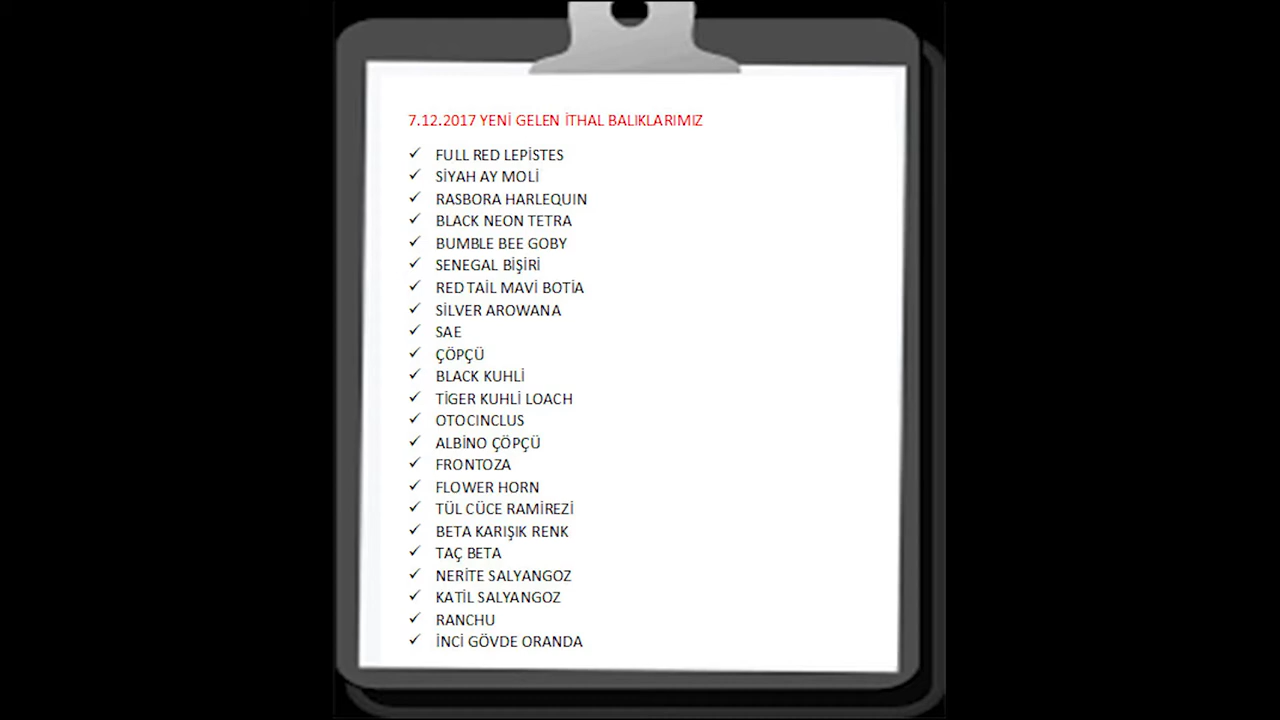 7.12.2017 YENİ GELEN İTHAL BALIKLARIMIZ
✓ FULL RED LEPİSTES
✓ SİYAH AY MOLİ
✓ RASBORA HARLEQUIN
✓ BLACK NEON TETRA
✓ BUMBLE BEE GOBY
✓ SENEGAL BİŞİRİ
✓ RED TAIL MAVİ BOTİA
✓ SİLVER AROWANA
✓ SAE
✓ ÇÖPÇÜ
✓ BLACK KUHLİ
✓ TİGER KUHLİ LOACH
✓ OTOCINCLUS
✓ ALBİNO ÇÖPÇÜ
✓ FRONTOZA
✓ FLOWER HORN
✓ TÜL CÜCE RAMİREZİ
✓ BETA KARIŞIK RENK
✓ TAÇ BETA
✓ NERİTE SALYANGOZ
✓ KATİL SALYANGOZ
✓ RANCHU
✓ İNCİ GÖVDE ORANDA